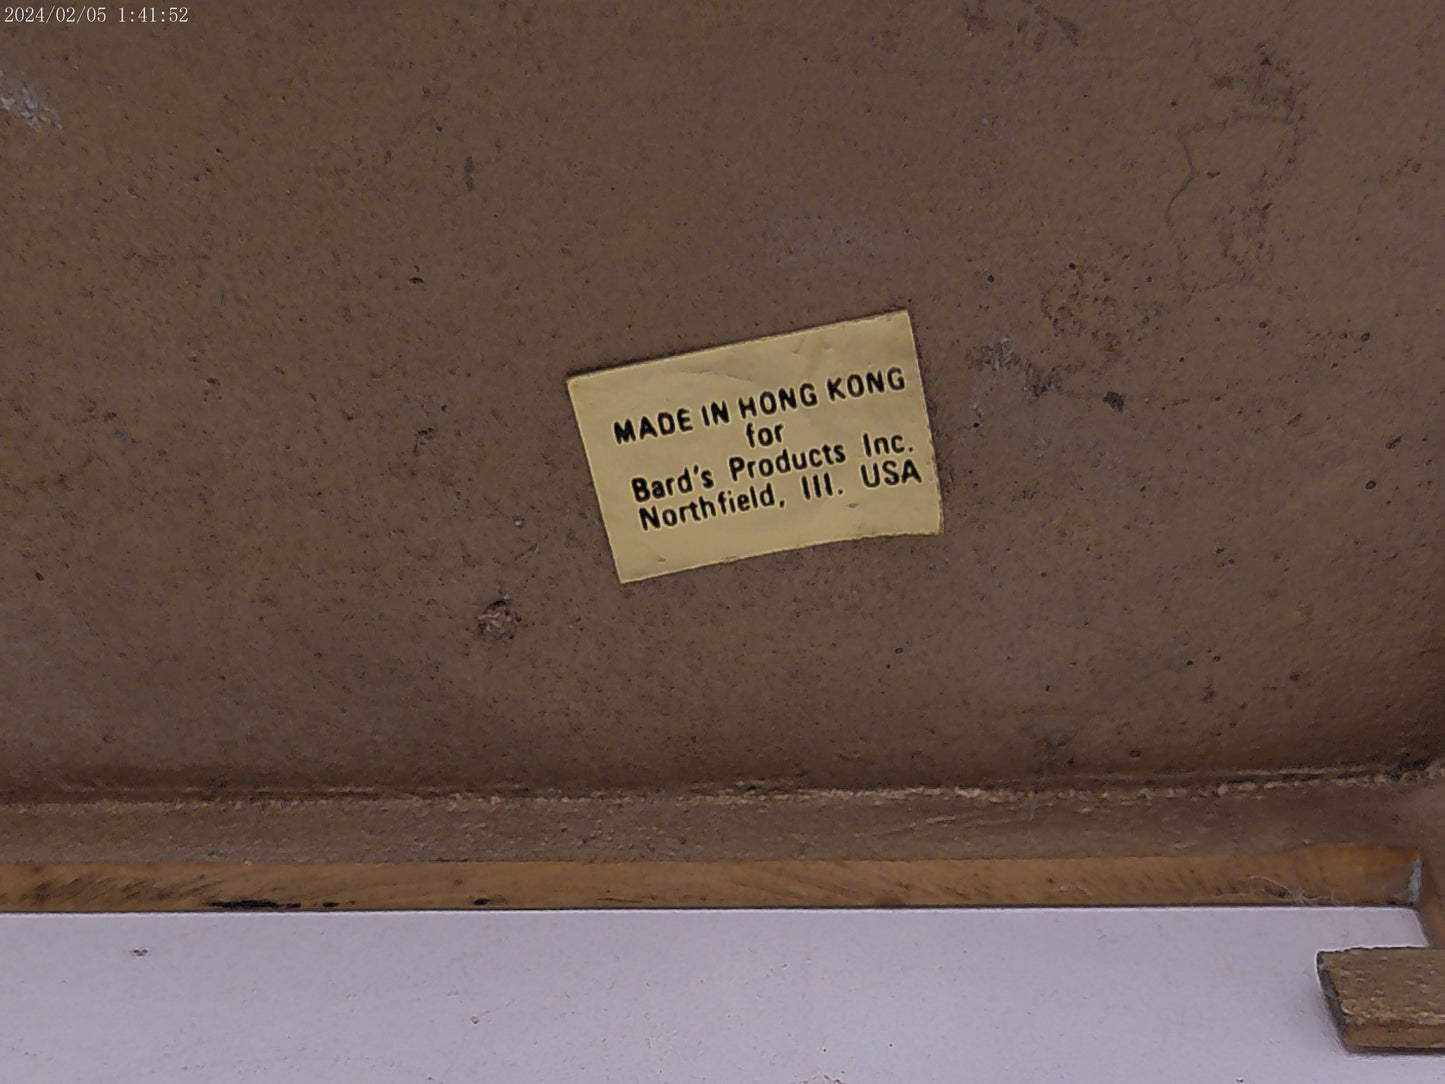 2024/02/05 1:41:52
MADE IN HONG KONG
for
Bard's Products Inc.
Northfield, Ill. USA